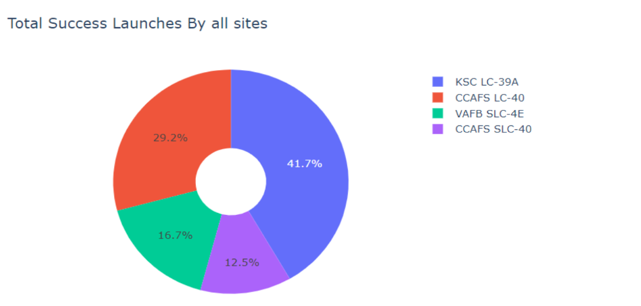 Total Success Launches By all sites
KSC LC-39A
CCAFS LC-40
VAFB SLC-4E
CCAFS SLC-40
29.2%
41.7%
16.7%
12.5%